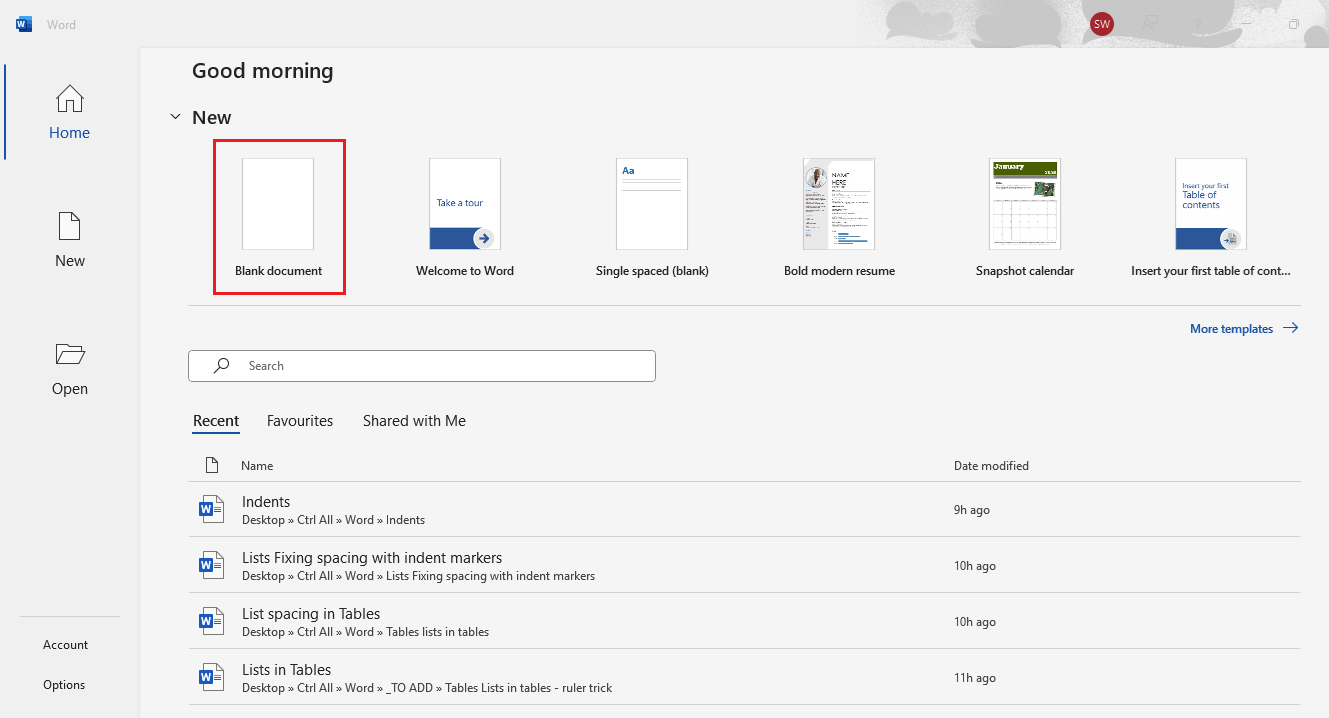 Word
SW
Good morning
New
Home
New
Open
Account
Options
Blank document
Take a tour
Welcome to Word
Aa
Single spaced (blank)
NAME
HERE
Bold modern resume
January
YEAR
Snapshot calendar
Insert your first
Table of
contents
Insert your first table of cont...
More templates
Search
Recent Favourites Shared with Me
Name Date modified
Indents
Desktop » Ctrl All » Word » Indents
9h ago
Lists Fixing spacing with indent markers
Desktop » Ctrl All » Word » Lists Fixing spacing with indent markers
10h ago
List spacing in Tables
Desktop » Ctrl All » Word » Tables lists in tables
10h ago
Lists in Tables
Desktop » Ctrl All » Word » _TO ADD » Tables Lists in tables - ruler trick
11h ago